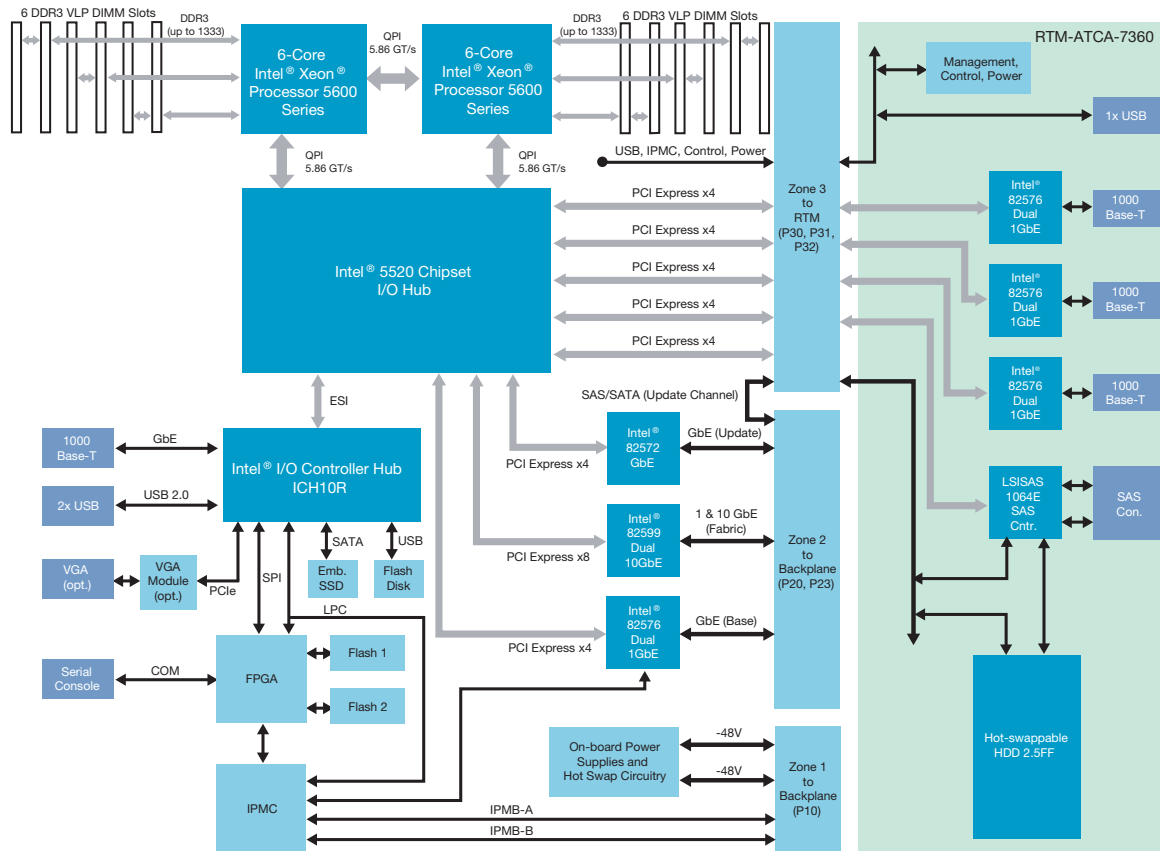 6 DDR3 VLP DIMM Slots
DDR3
(up to 1333)
QPI
5.86 GT/s
DDR3
(up to 1333)
6 DDR3 VLP DIMM Slots
6-Core
Intel® Xeon®
Processor 5600
Series
6-Core
Intel® Xeon®
Processor 5600
Series
QPI
5.86 GT/s
QPI
5.86 GT/s
USB, IPMC, Control, Power
RTM-ATCA-7360
Management,
Control, Power
1x USB
Zone 3
to
RTM
(P30, P31,
P32)
Intel® 5520 Chipset
I/O Hub
PCI Express x4
PCI Express x4
PCI Express x4
PCI Express x4
PCI Express x4
Intel®
82576
Dual
1GbE
1000
Base-T
Intel®
82576
Dual
1GbE
1000
Base-T
Intel®
82576
Dual
1GbE
1000
Base-T
ESI
SAS/SATA (Update Channel)
1000
Base-T
GbE
Intel® I/O Controller Hub
ICH10R
2x USB
USB 2.0
PCI Express x4
Intel®
82572
GbE
GbE (Update)
PCI Express x8
Intel®
82599
Dual
10GbE
1 & 10 GbE
(Fabric)
Zone 2
to
Backplane
(P20, P23)
LSISAS
1064E
SAS
Cntr.
SAS
Con.
VGA
(opt.)
VGA
Module
(opt.)
PCIe
SPI
SATA
USB
Emb.
SSD
Flash
Disk
LPC
PCI Express x4
Intel®
82576
Dual
1GbE
GbE (Base)
Serial
Console
COM
FPGA
Flash 1
Flash 2
Hot-swappable
HDD 2.5FF
On-board Power
Supplies and
Hot Swap Circuitry
-48V
-48V
Zone 1
to
Backplane
(P10)
IPMC
IPMB-A
IPMB-B